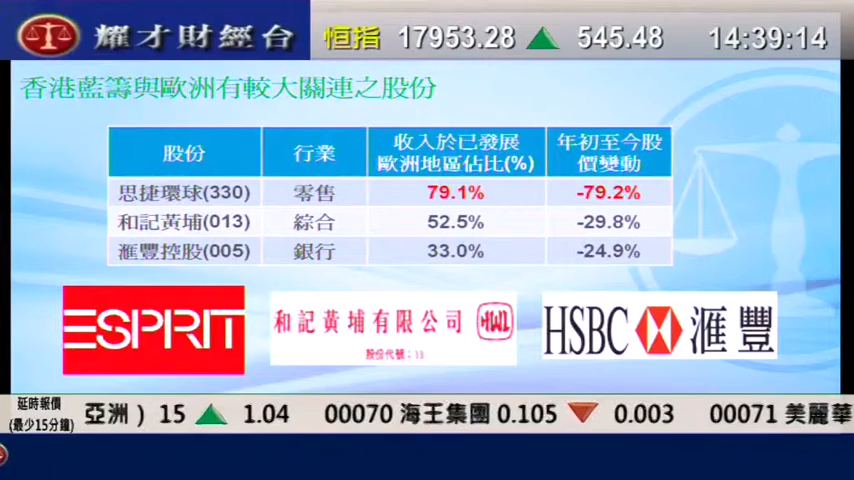 耀才財經台 恒指 17953.28 545.48 14:39:14
香港藍籌與歐洲有較大關連之股份
股份 行業 收入於已發展歐洲地區佔比(%) 年初至今股價變動
思捷環球(330) 零售 79.1% -79.2%
和記黃埔(013) 綜合 52.5% -29.8%
滙豐控股(005) 銀行 33.0% -24.9%
ESPRIT
和記黃埔有限公司 HWL
股份代號：13
HSBC 滙豐
延時報價
(最少15分鐘)
亞洲) 15 1.04 00070 海王集團 0.105 0.003 00071 美麗華